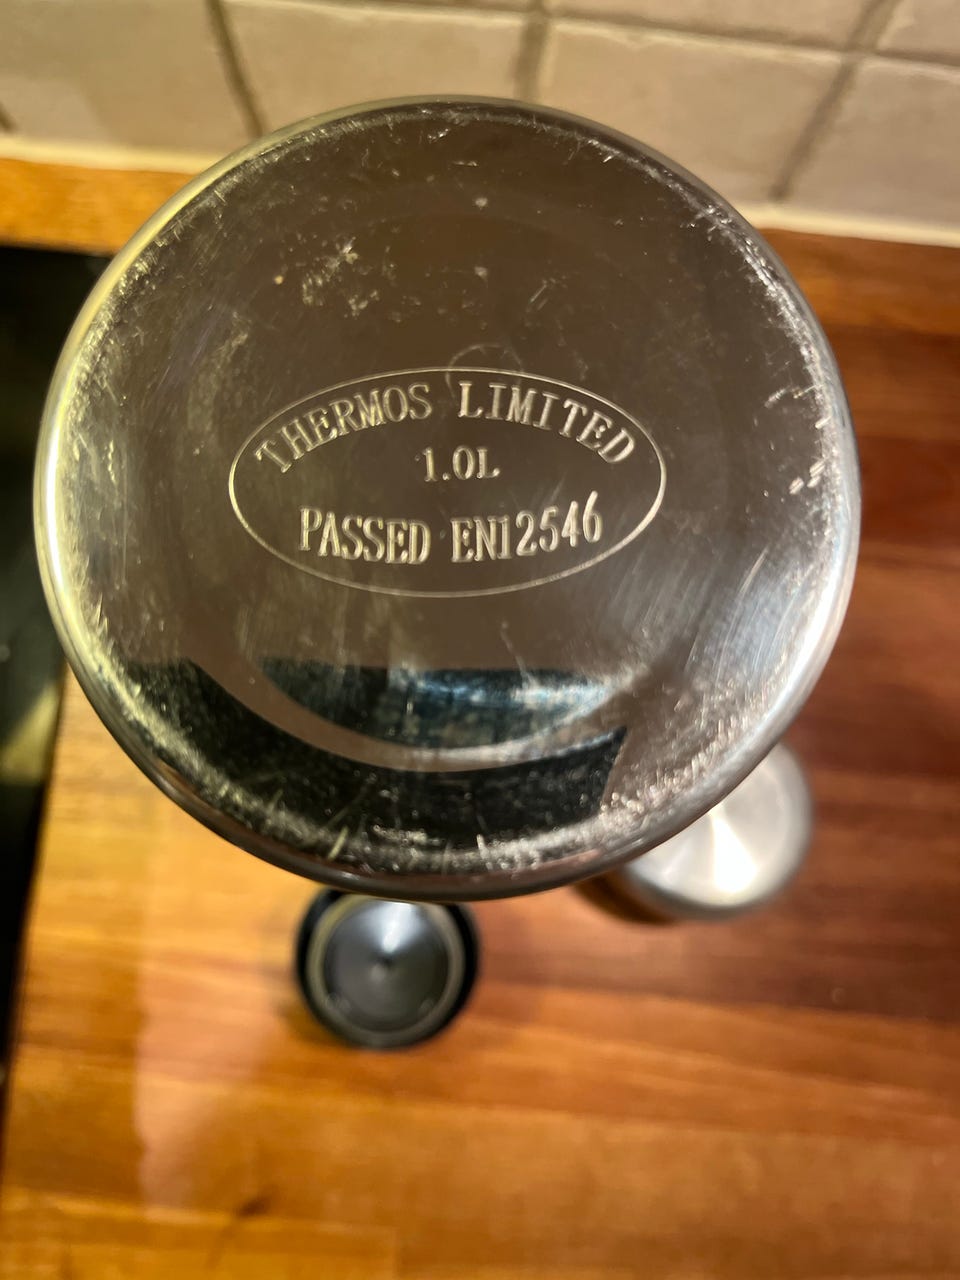 THERMOS LIMITED
1.0L
PASSED EN12546